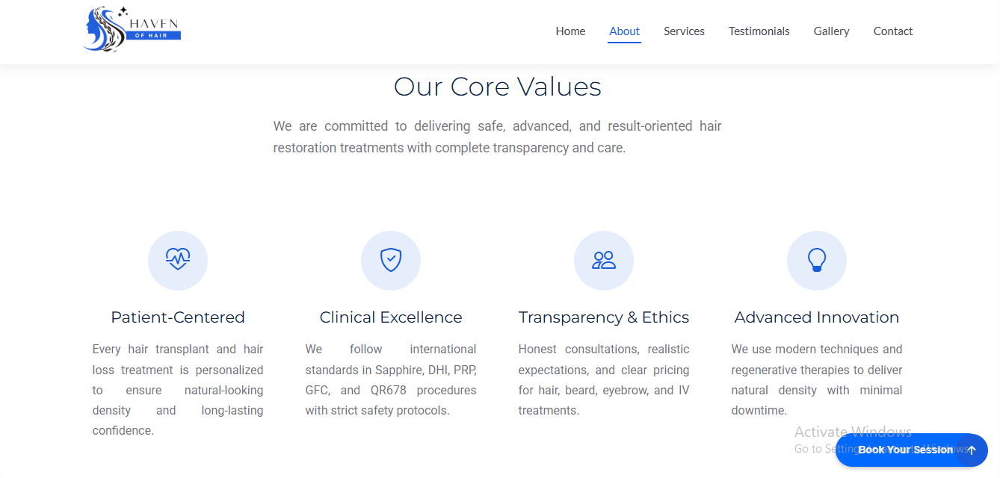 HAVEN
OF HAIR
Home About Services Testimonials Gallery Contact
Our Core Values
We are committed to delivering safe, advanced, and result-oriented hair
restoration treatments with complete transparency and care.
Patient-Centered
Every hair transplant and hair
loss treatment is personalized
to ensure natural-looking
density and long-lasting
confidence.
Clinical Excellence
We follow international
standards in Sapphire, DHI, PRP,
GFC, and QR678 procedures
with strict safety protocols.
Transparency & Ethics
Honest consultations, realistic
expectations, and clear pricing
for hair, beard, eyebrow, and IV
treatments.
Advanced Innovation
We use modern techniques and
regenerative therapies to deliver
natural density with minimal
downtime.
Activate Windows
Go to Settings to activate Windows.
Book Your Session